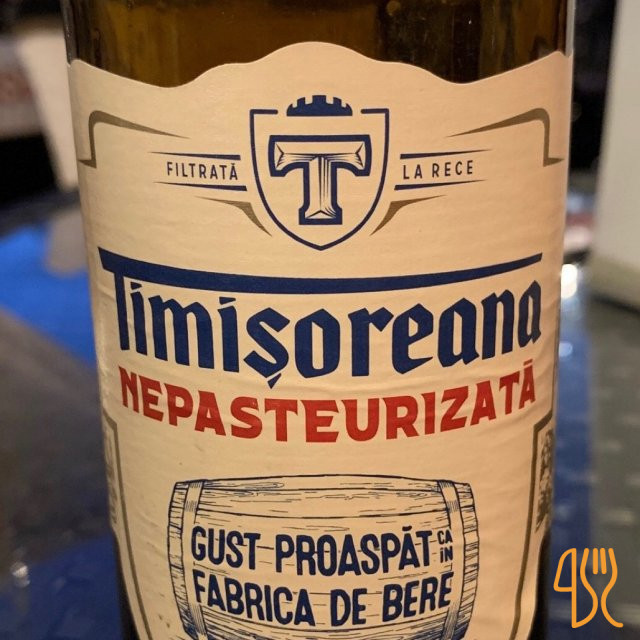 T
FILTRATĂ LA RECE
Timișoreana
NEPASTEURIZATĂ
GUST PROASPĂT CA ÎN
FABRICA DE BERE